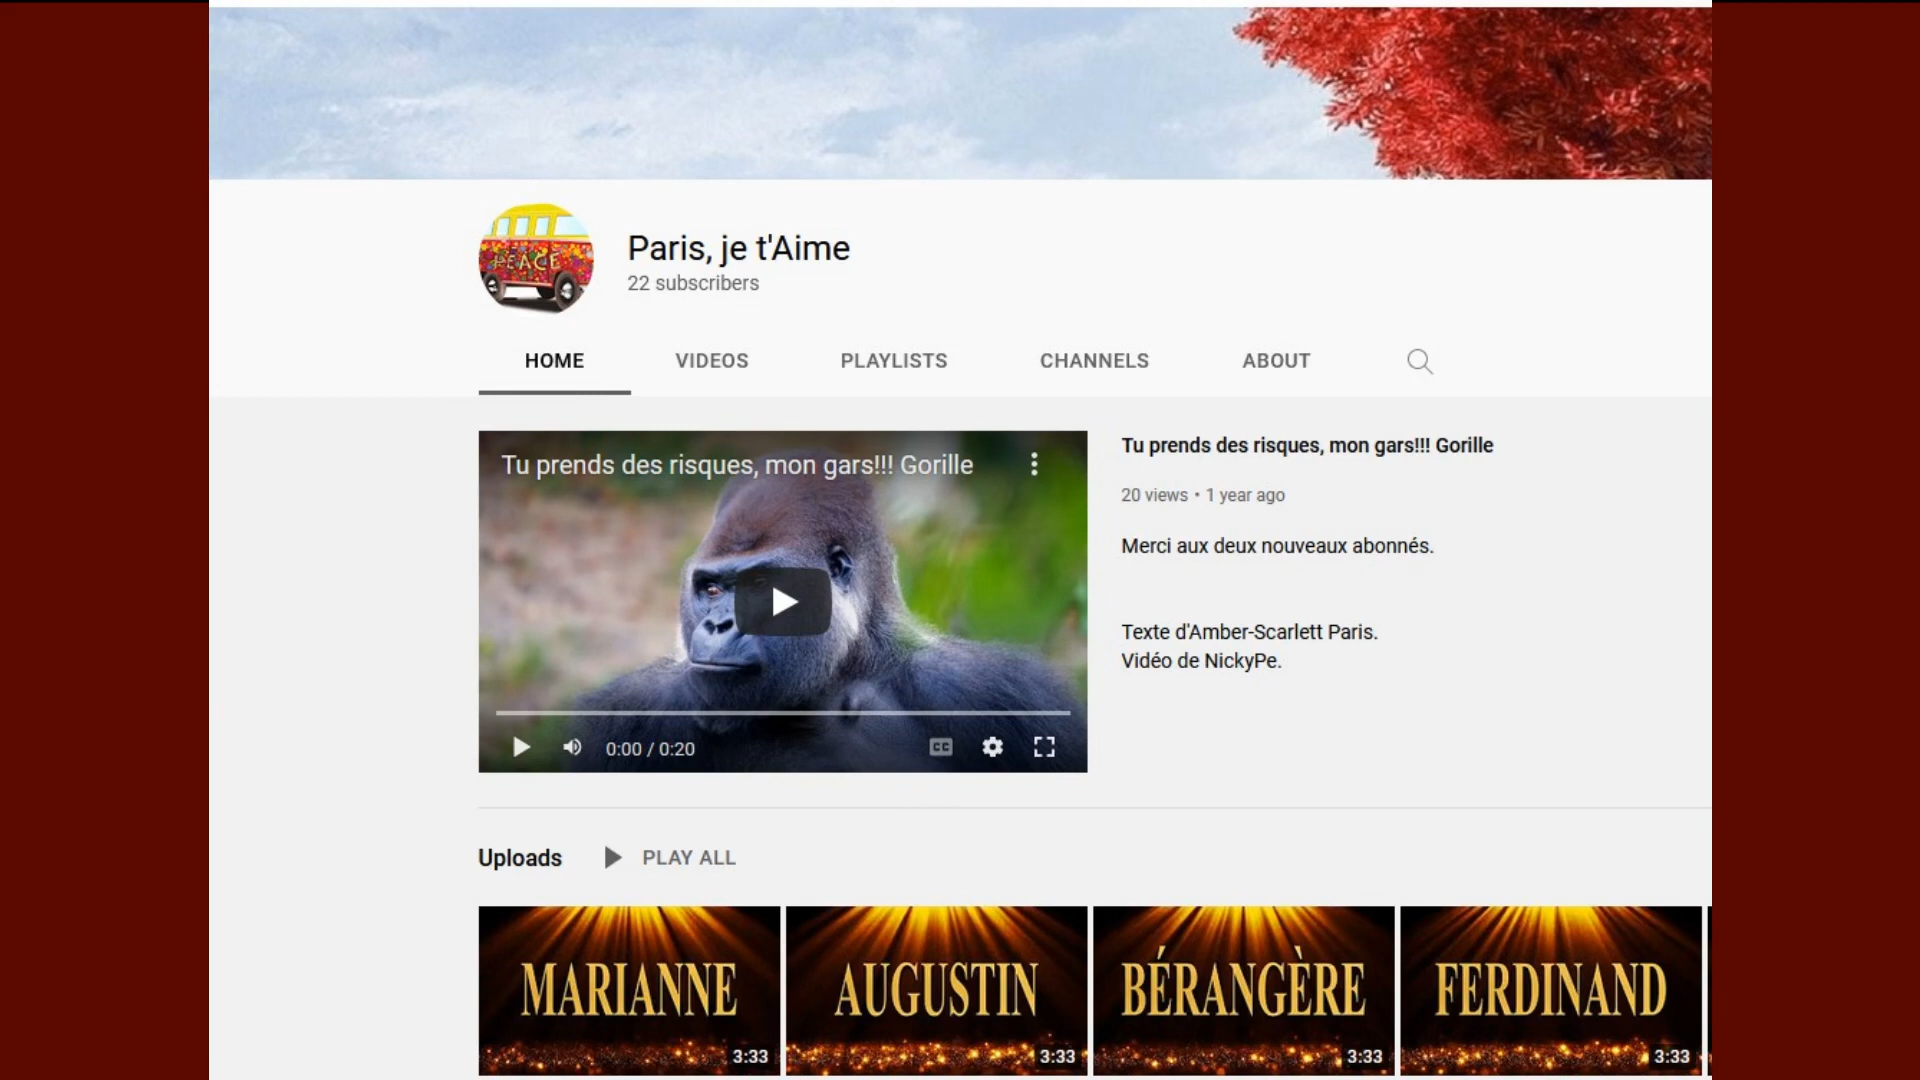 PEACE
Paris, je t'Aime
22 subscribers
HOME VIDEOS PLAYLISTS CHANNELS ABOUT
Tu prends des risques, mon gars!!! Gorille
0:00 / 0:20
CC
Tu prends des risques, mon gars!!! Gorille
20 views • 1 year ago
Merci aux deux nouveaux abonnés.
Texte d'Amber-Scarlett Paris.
Vidéo de NickyPe.
Uploads PLAY ALL
MARIANNE
3:33
AUGUSTIN
3:33
BÉRANGÈRE
3:33
FERDINAND
3:33